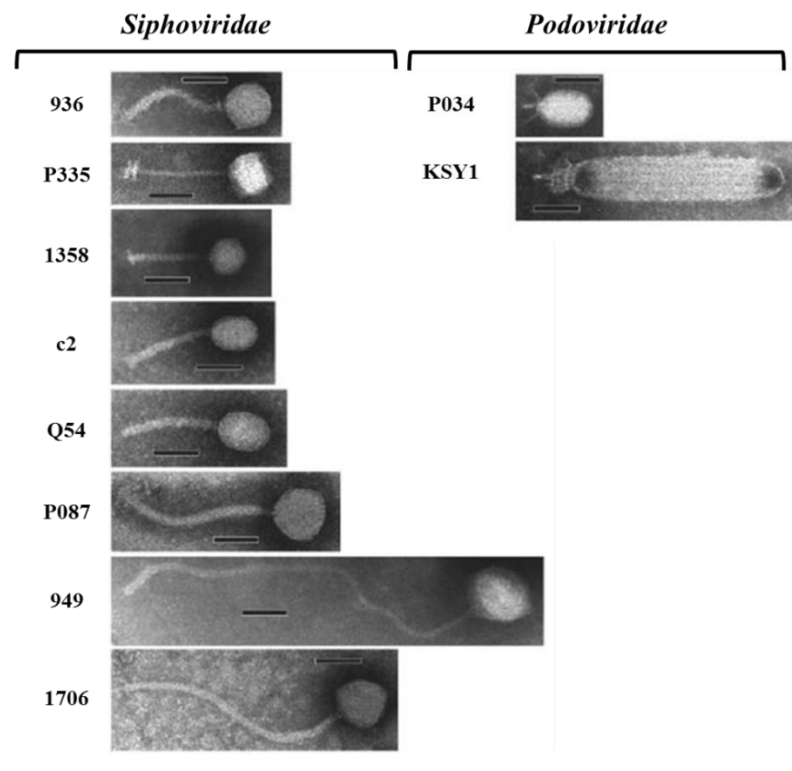 Siphoviridae
Podoviridae
936
P335
1358
c2
Q54
P087
949
1706
P034
KSY1